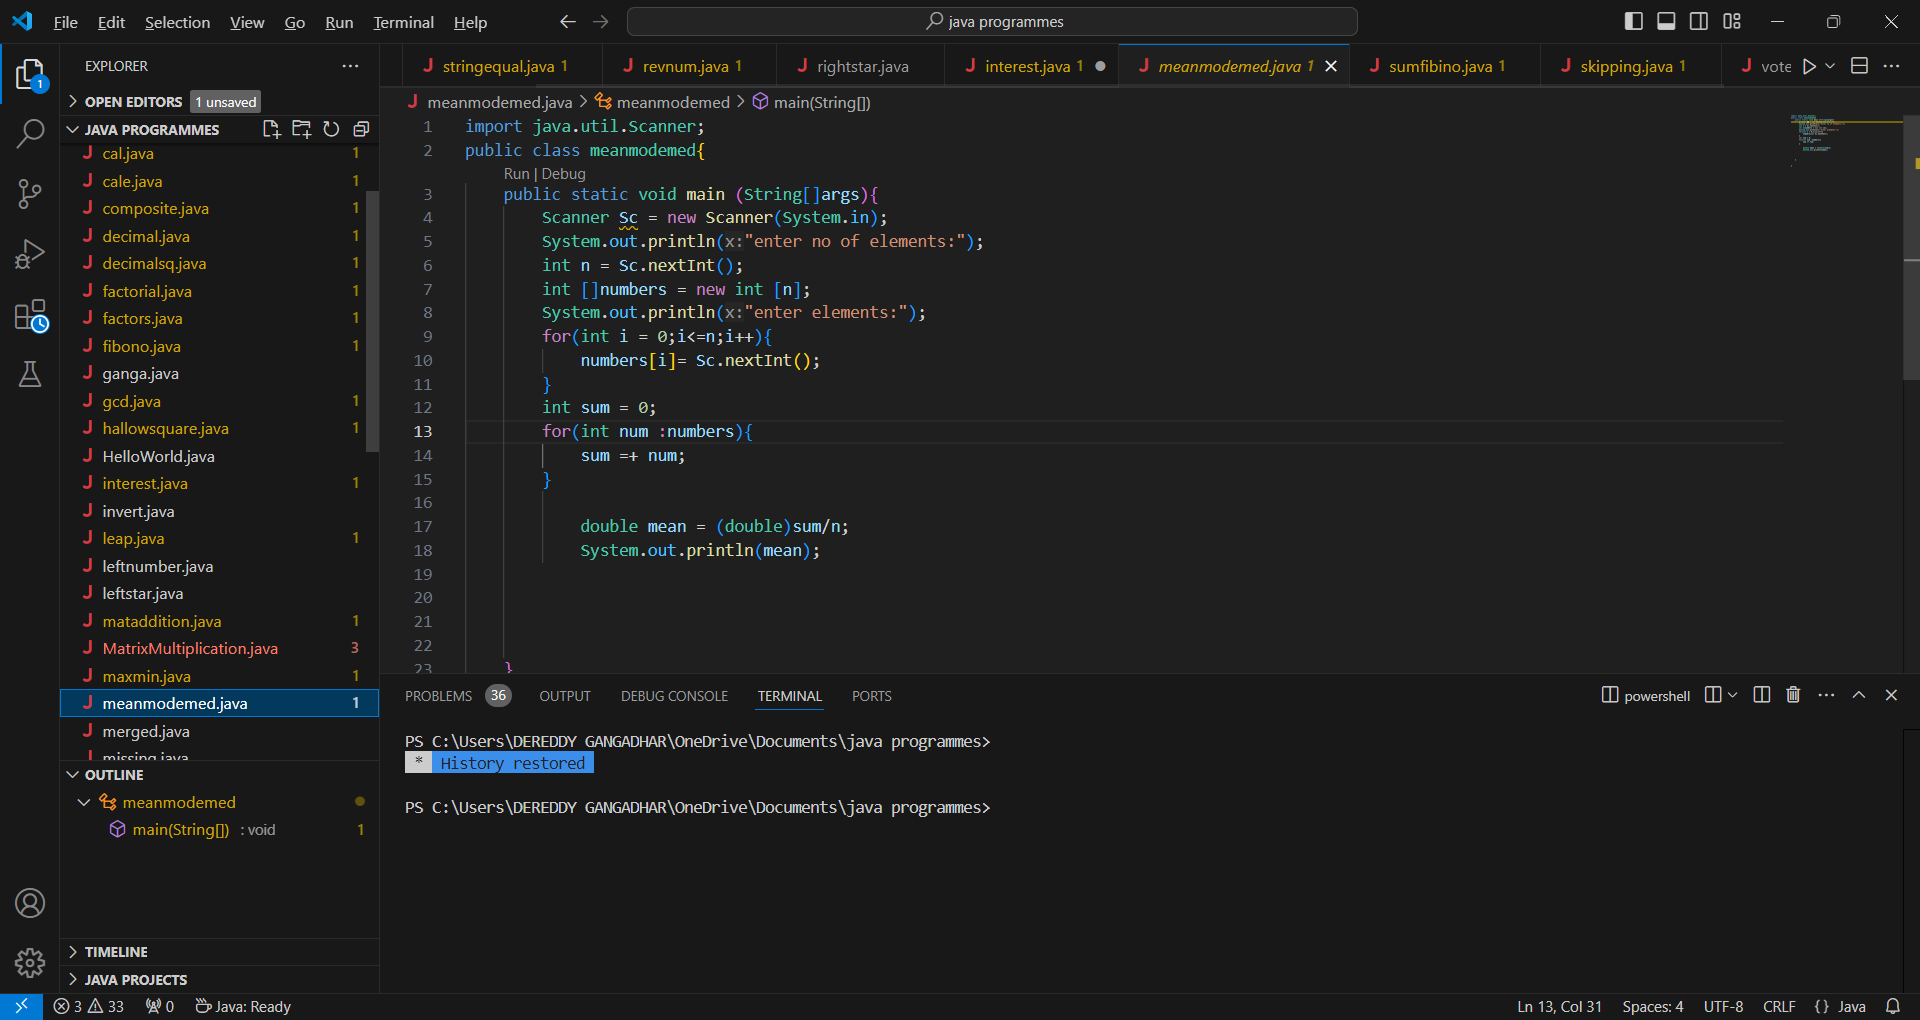 File Edit Selection View Go Run Terminal Help
java programmes
EXPLORER
OPEN EDITORS 1 unsaved
JAVA PROGRAMMES
cal.java 1
cale.java 1
composite.java 1
decimal.java 1
decimalsq.java 1
factorial.java 1
factors.java 1
fibono.java 1
ganga.java
gcd.java 1
hallowsquare.java 1
HelloWorld.java
interest.java 1
invert.java
leap.java 1
leftnumber.java
leftstar.java
mataddition.java 1
MatrixMultiplication.java 3
maxmin.java 1
meanmodemed.java 1
merged.java
missing.java
OUTLINE
meanmodemed
main(String[]) : void 1
TIMELINE
JAVA PROJECTS
stringequal.java 1
revnum.java 1
rightstar.java
interest.java 1
meanmodemed.java 1
sumfibino.java 1
skipping.java 1
vote
meanmodemed.java > meanmodemed > main(String[])
1 import java.util.Scanner;
2 public class meanmodemed{
Run | Debug
3 public static void main (String[]args){
4 Scanner Sc = new Scanner(System.in);
5 System.out.println(x:"enter no of elements:");
6 int n = Sc.nextInt();
7 int []numbers = new int [n];
8 System.out.println(x:"enter elements:");
9 for(int i = 0;i<=n;i++){
10 numbers[i]= Sc.nextInt();
11 }
12 int sum = 0;
13 for(int num :numbers){
14 sum =+ num;
15 }
16
17 double mean = (double)sum/n;
18 System.out.println(mean);
19
20
21
22
23 }
PROBLEMS 36 OUTPUT DEBUG CONSOLE TERMINAL PORTS
powershell
PS C:\Users\DEREDDY GANGADHAR\OneDrive\Documents\java programmes>
* History restored
PS C:\Users\DEREDDY GANGADHAR\OneDrive\Documents\java programmes>
1
3 33 0 Java: Ready
Ln 13, Col 31 Spaces: 4 UTF-8 CRLF {} Java